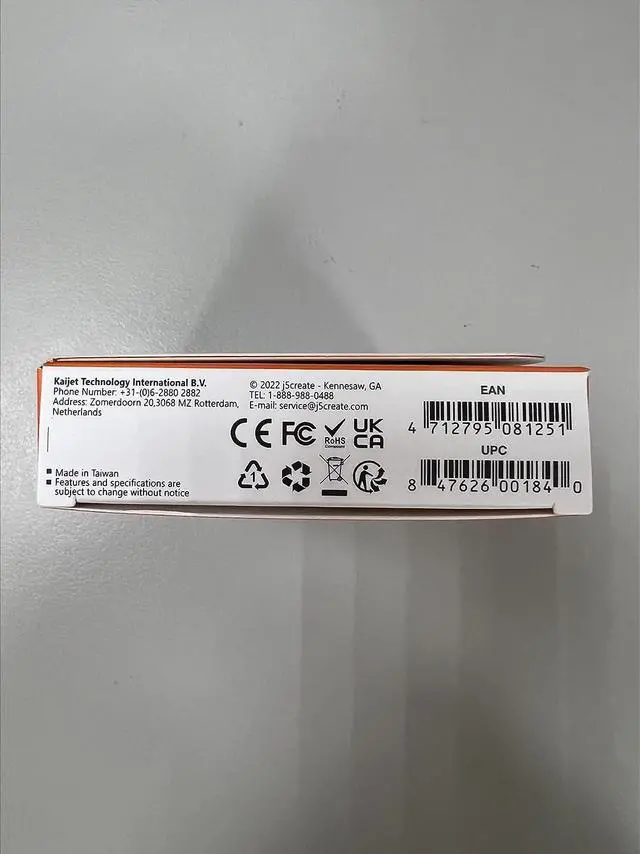 Kaijet Technology International B.V.
Phone Number: +31-(0)6-2880 2882
Address: Zomerdoorn 20,3068 MZ Rotterdam,
Netherlands
■ Made in Taiwan
■ Features and specifications are
subject to change without notice
© 2022 j5create - Kennesaw, GA
TEL: 1-888-988-0488
E-mail: service@j5create.com
CE FC RoHS UK
Compliant CA
1
EAN
4 712795 081251
UPC
8 47626 00184 0